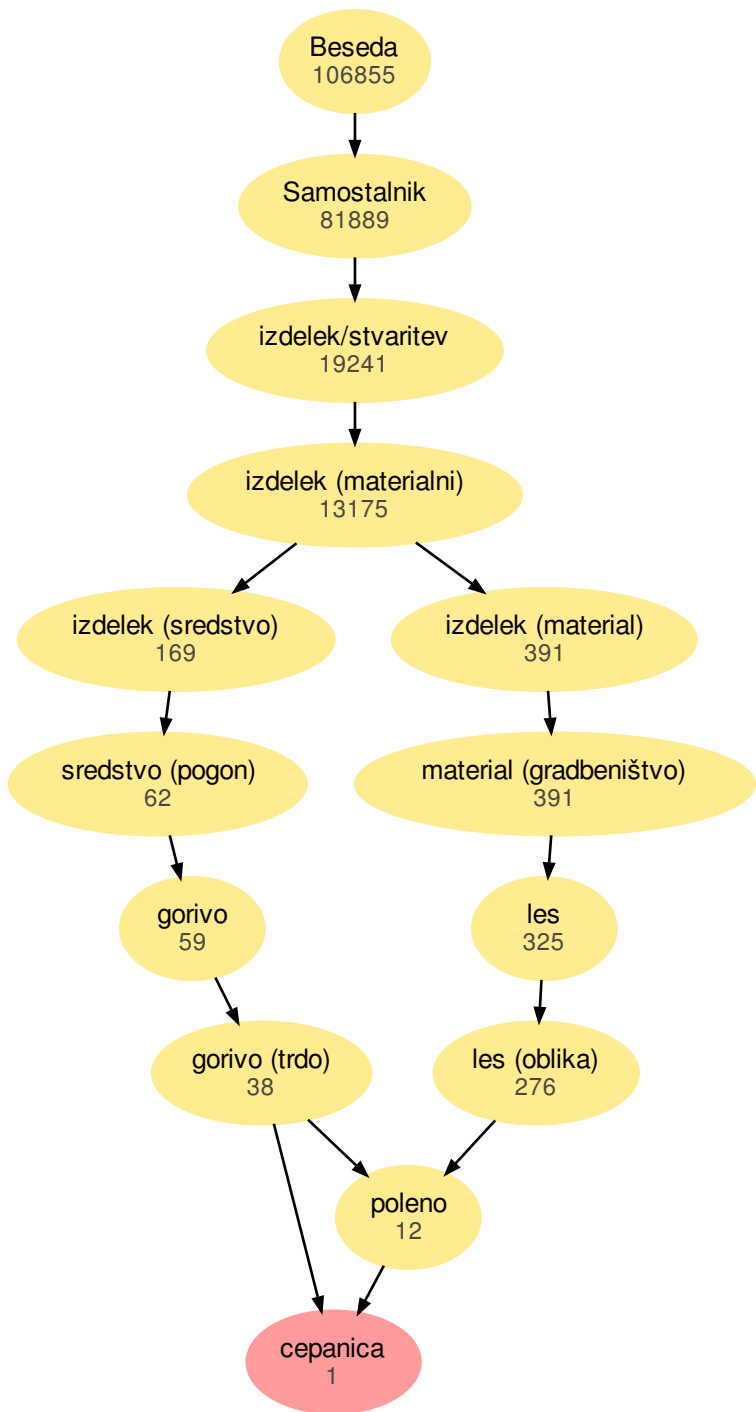 Beseda
106855
Samostalnik
81889
izdelek/stvaritev
19241
izdelek (materialni)
13175
izdelek (sredstvo)
169
izdelek (material)
391
sredstvo (pogon)
62
material (gradbeništvo)
391
gorivo
59
les
325
gorivo (trdo)
38
les (oblika)
276
poleno
12
cepanica
1